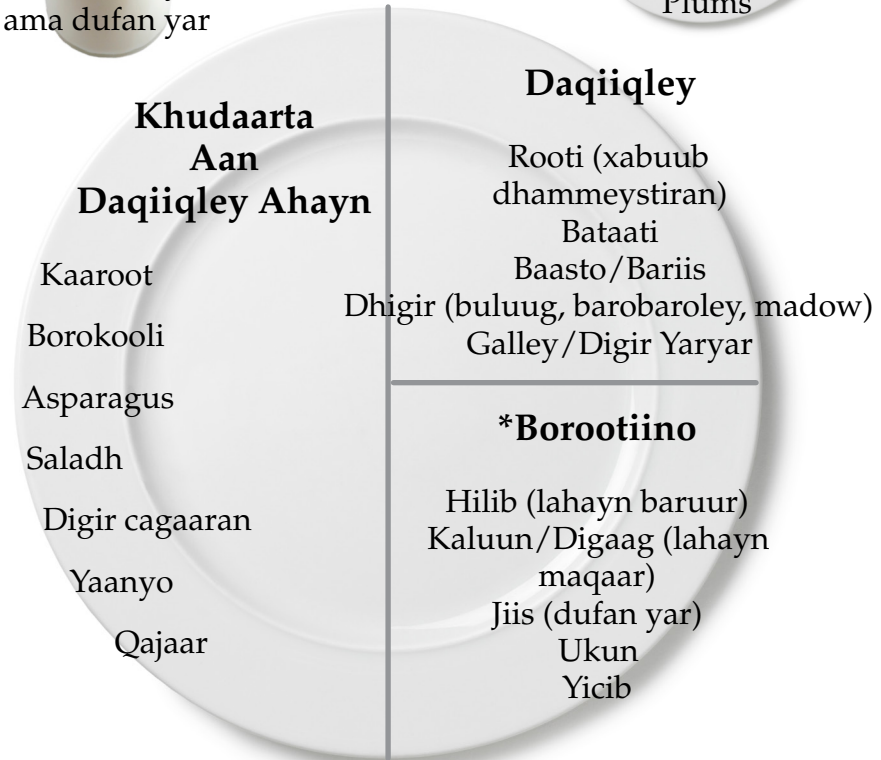 ama dufan yar
Plums
Khudaarta
Aan
Daqiiqley Ahayn
Kaaroot
Borokooli
Asparagus
Saladh
Digir cagaaran
Yaanyo
Qajaar
Daqiiqley
Rooti (xabuub
dhammeystiran)
Bataati
Baasto/Bariis
Dhigir (buluug, barobaroley, madow)
Galley/Digir Yaryar
*Borootiino
Hilib (lahayn baruur)
Kaluun/Digaag (lahayn
maqaar)
Jiis (dufan yar)
Ukun
Yicib